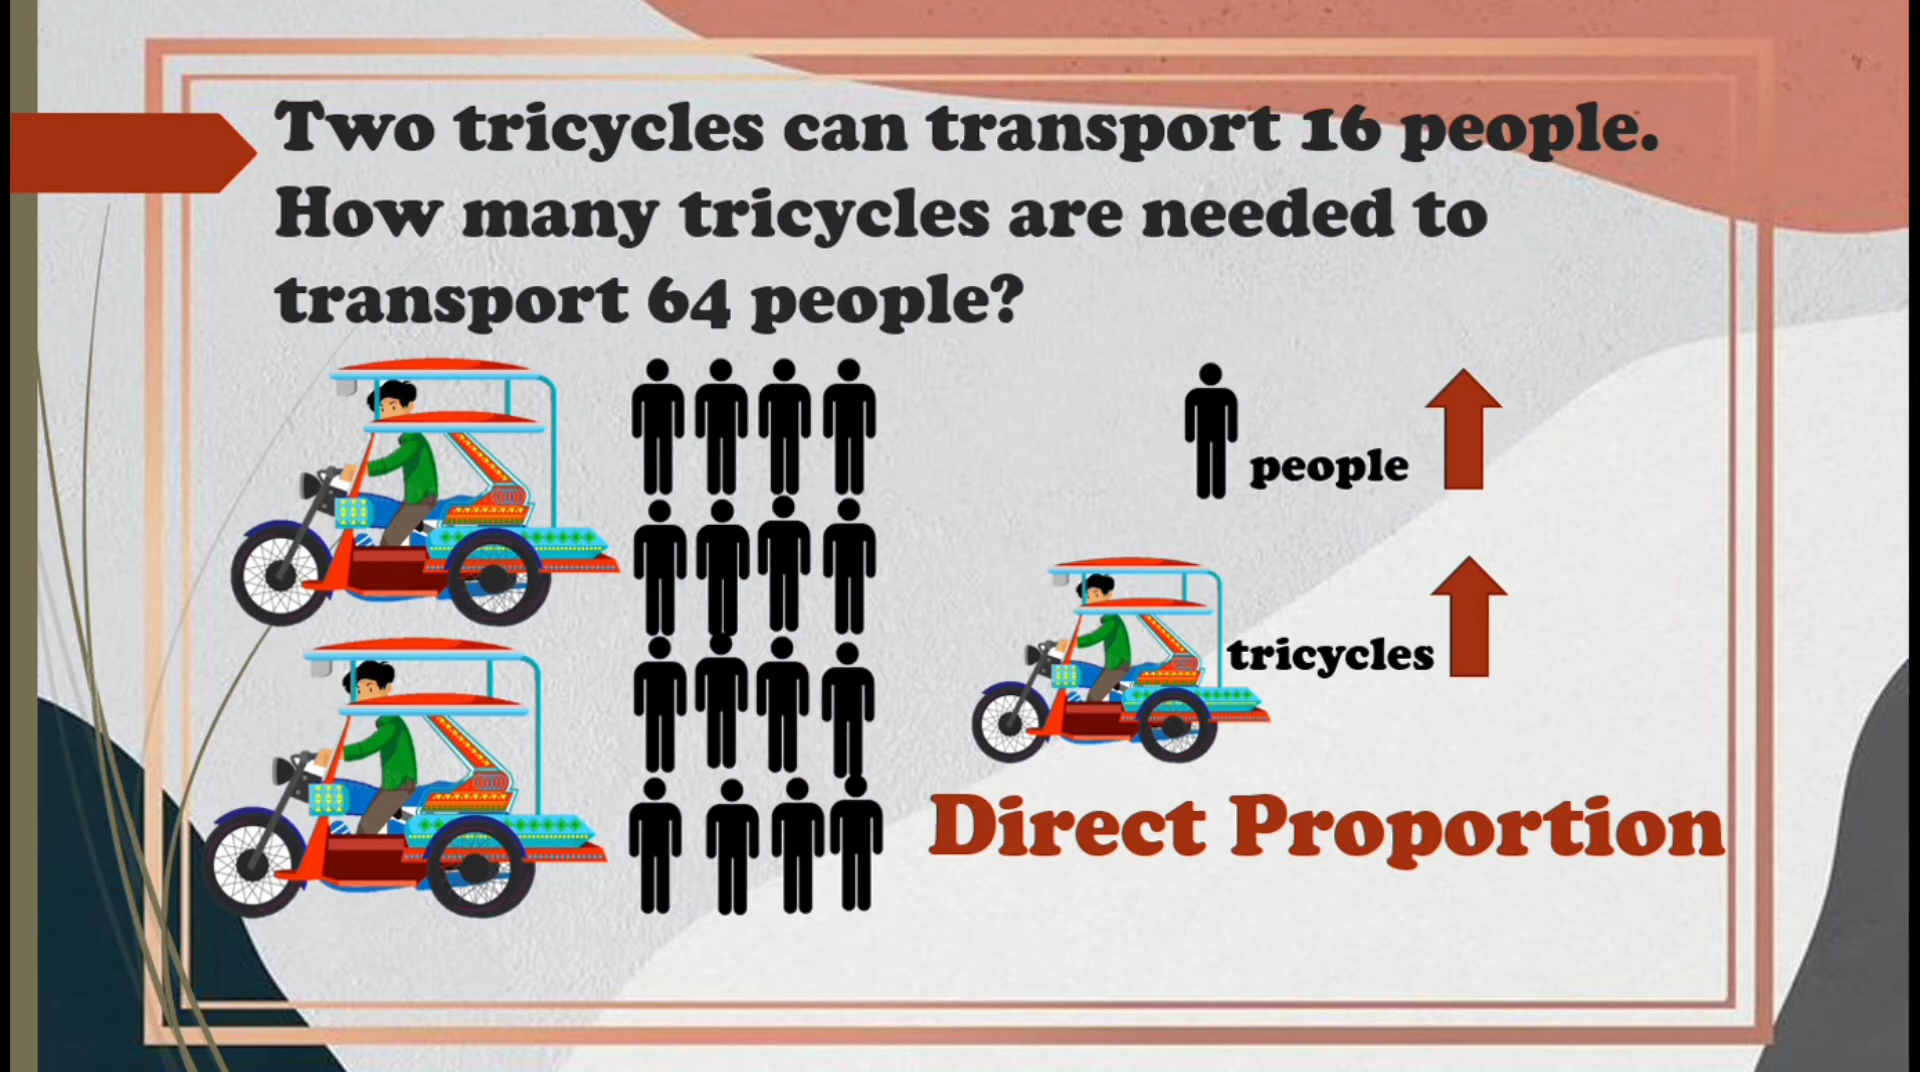 Two tricycles can transport 16 people.
How many tricycles are needed to
transport 64 people?
people
tricycles
Direct Proportion